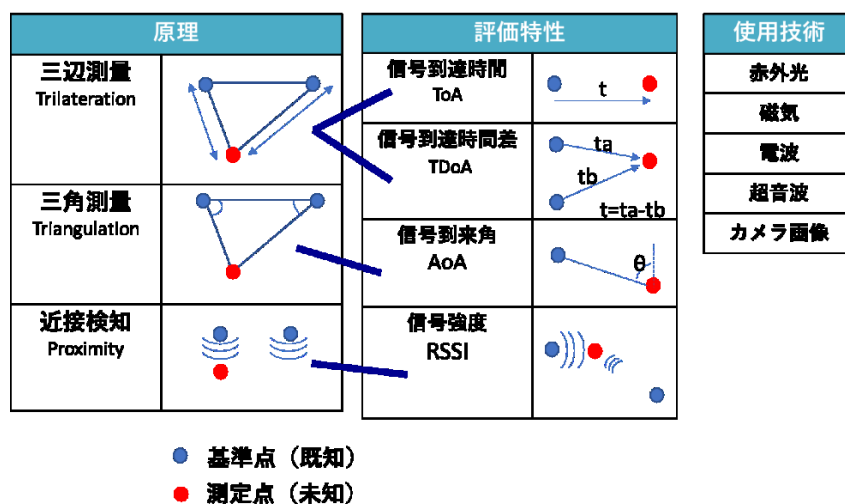 原理
三辺測量
Trilateration
三角測量
Triangulation
近接検知
Proximity
評価特性
信号到達時間
ToA
t
信号到達時間差
TDoA
ta
tb
t=ta-tb
信号到来角
AoA
θ
信号強度
RSSI
使用技術
赤外光
磁気
電波
超音波
カメラ画像
基準点（既知）
測定点（未知）